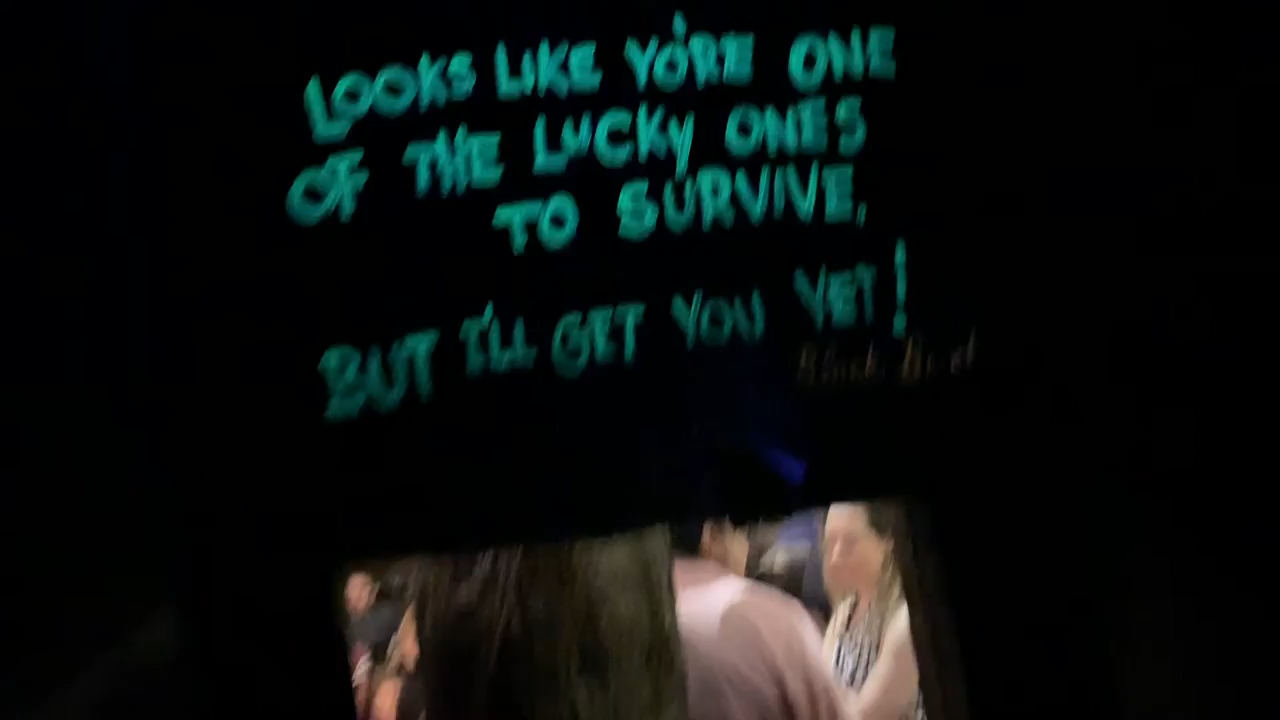 LOOKS LIKE YO'RE ONE
OF THE LUCKY ONES
TO SURVIVE.
BUT I'LL GET YOU YET!